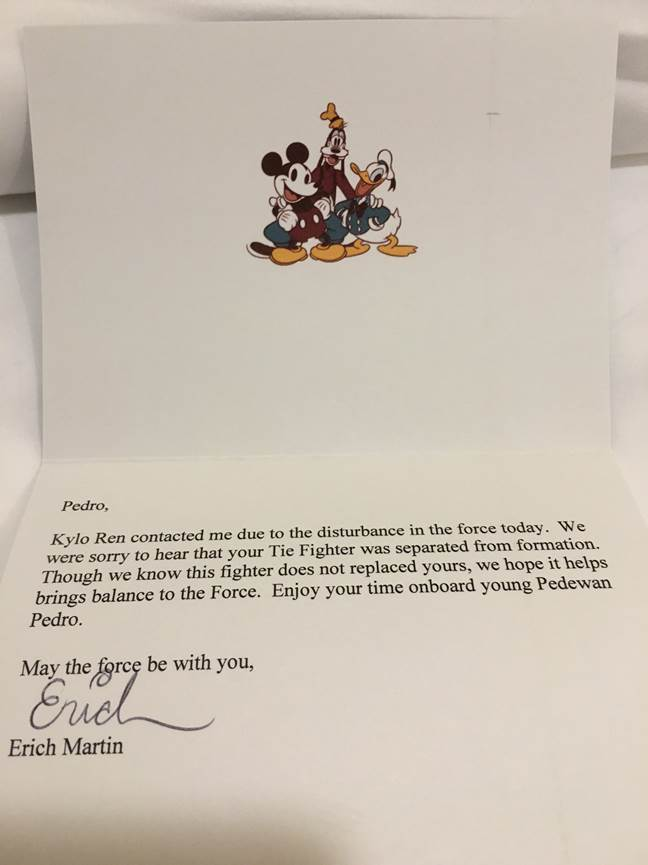 Pedro,
Kylo Ren contacted me due to the disturbance in the force today. We
were sorry to hear that your Tie Fighter was separated from formation.
Though we know this fighter does not replaced yours, we hope it helps
brings balance to the Force. Enjoy your time onboard young Pedewan
Pedro.
May the force be with you,
Erich
Erich Martin